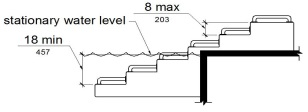 8 max
203
stationary water level
18 min
457